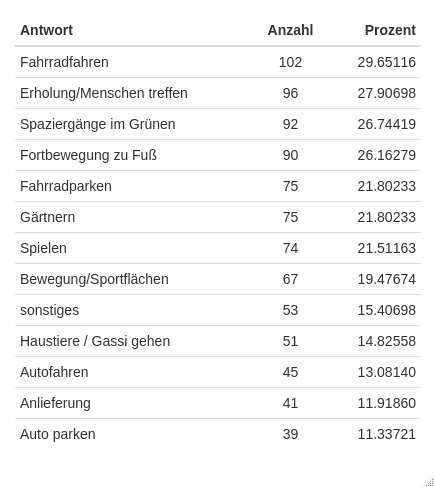 Antwort Anzahl Prozent
Fahrradfahren 102 29.65116
Erholung/Menschen treffen 96 27.90698
Spaziergänge im Grünen 92 26.74419
Fortbewegung zu Fuß 90 26.16279
Fahrradparken 75 21.80233
Gärtnern 75 21.80233
Spielen 74 21.51163
Bewegung/Sportflächen 67 19.47674
sonstiges 53 15.40698
Haustiere / Gassi gehen 51 14.82558
Autofahren 45 13.08140
Anlieferung 41 11.91860
Auto parken 39 11.33721